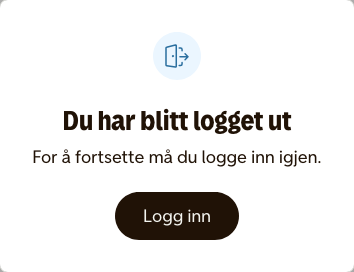 Du har blitt logget ut
For å fortsette må du logge inn igjen.
Logg inn